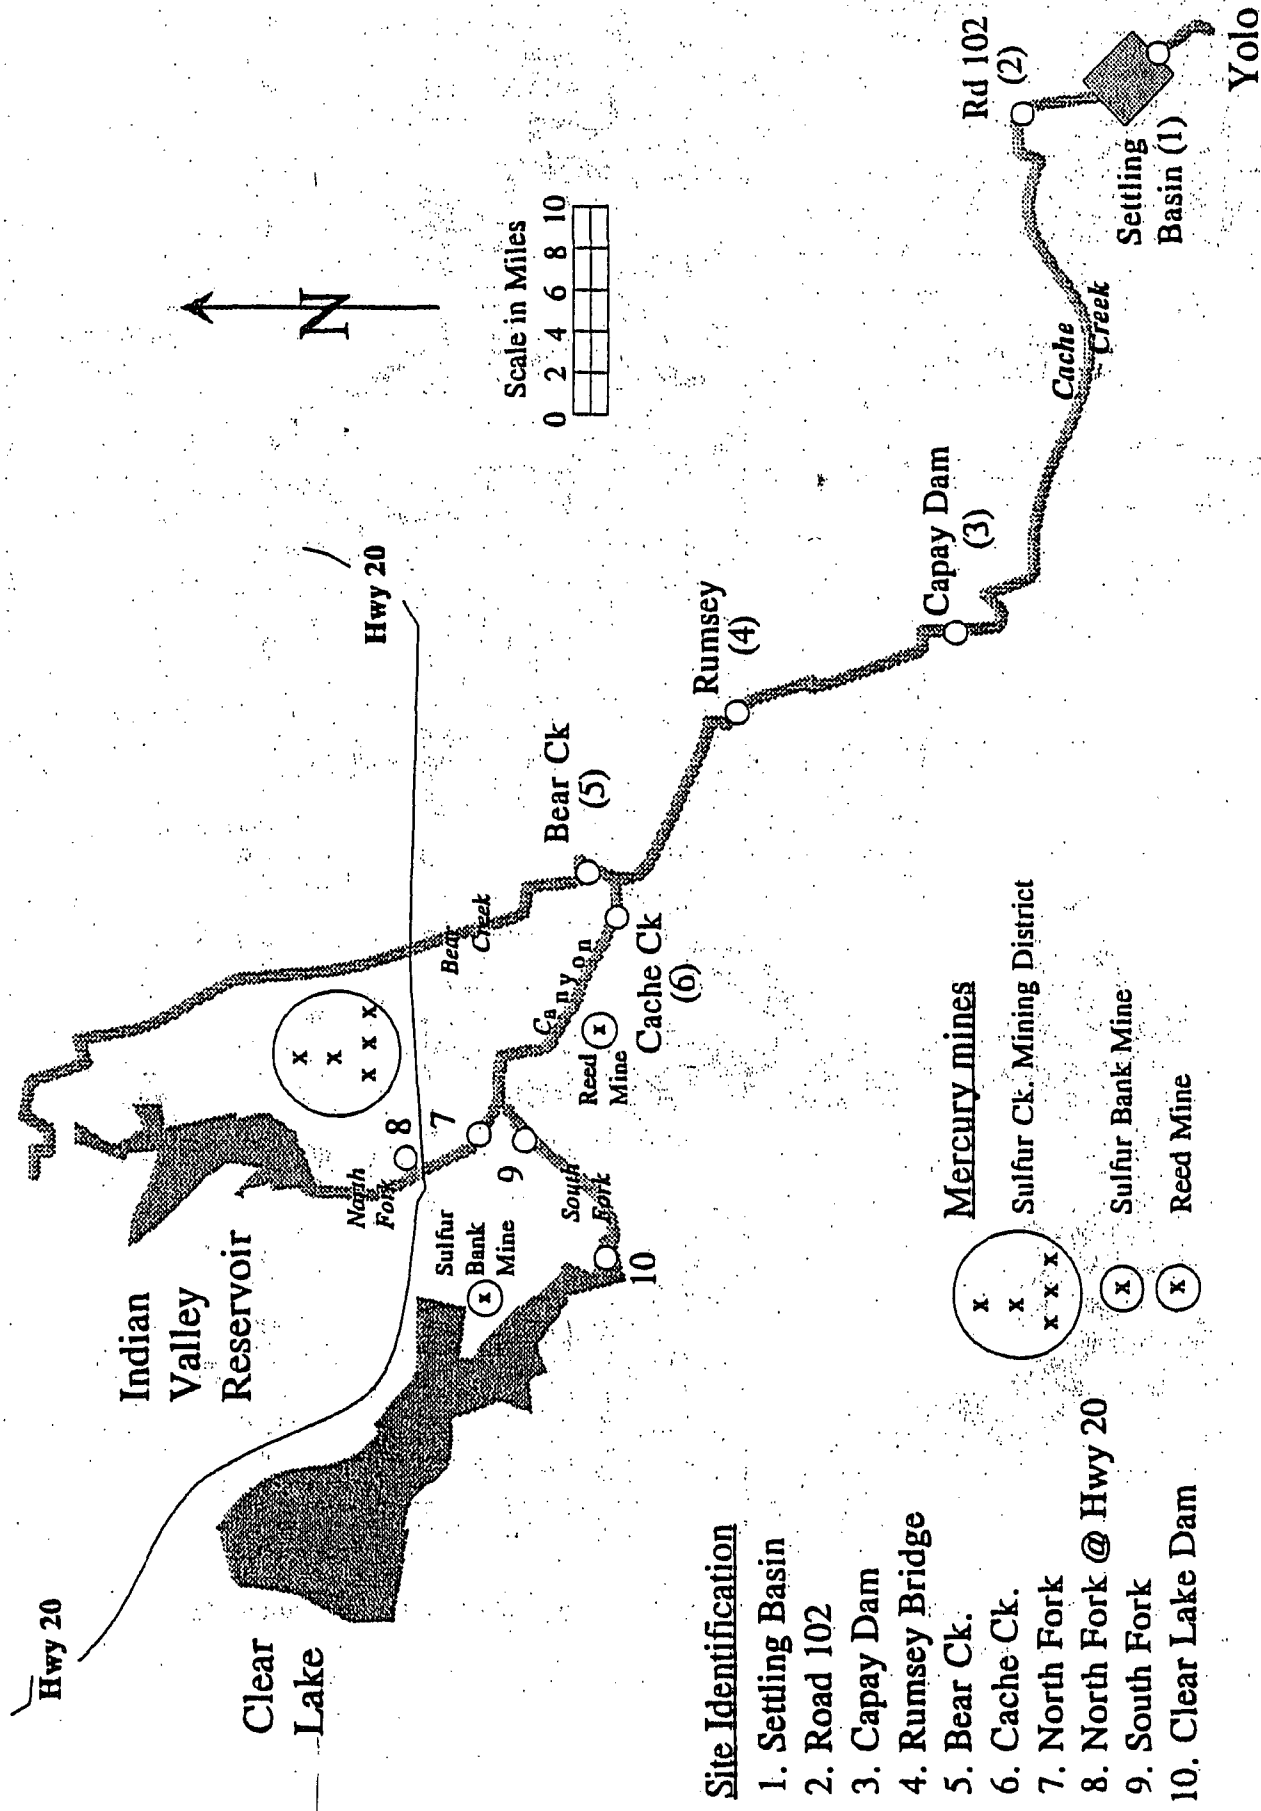 Hwy 20
Clear
Lake
Indian
Valley
Reservoir
Hwy 20
N
Scale in Miles
0 2 4 6 8 10
North
Fork
8
7
Sulfur
Bank
Mine
x
9
South
Fork
10
x
x
x x x
Bear
Creek
Canyon
Reed
Mine
x
Bear Ck
(5)
Cache Ck
(6)
Rumsey
(4)
Capay Dam
(3)
Cache
Creek
Rd 102
(2)
Settling
Basin (1)
Yolo
Site Identification
1. Settling Basin
2. Road 102
3. Capay Dam
4. Rumsey Bridge
5. Bear Ck.
6. Cache Ck.
7. North Fork
8. North Fork @ Hwy 20
9. South Fork
10. Clear Lake Dam
Mercury mines
x
x
x x x
Sulfur Ck. Mining District
x
Sulfur Bank Mine
x
Reed Mine